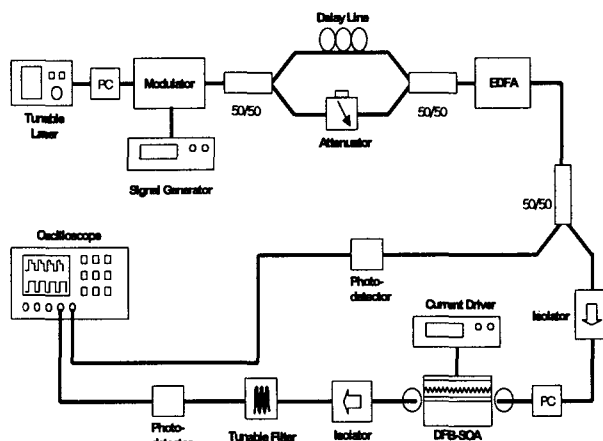 Delay Line
PC
Modulator
EDFA
50/50
50/50
Tunable
Laser
Attenuator
Signal Generator
50/50
Oscilloscope
Photo-
detector
Current Driver
Isolator
PC
Photo-
detector
Tunable Filter
Isolator
DFB-SOA